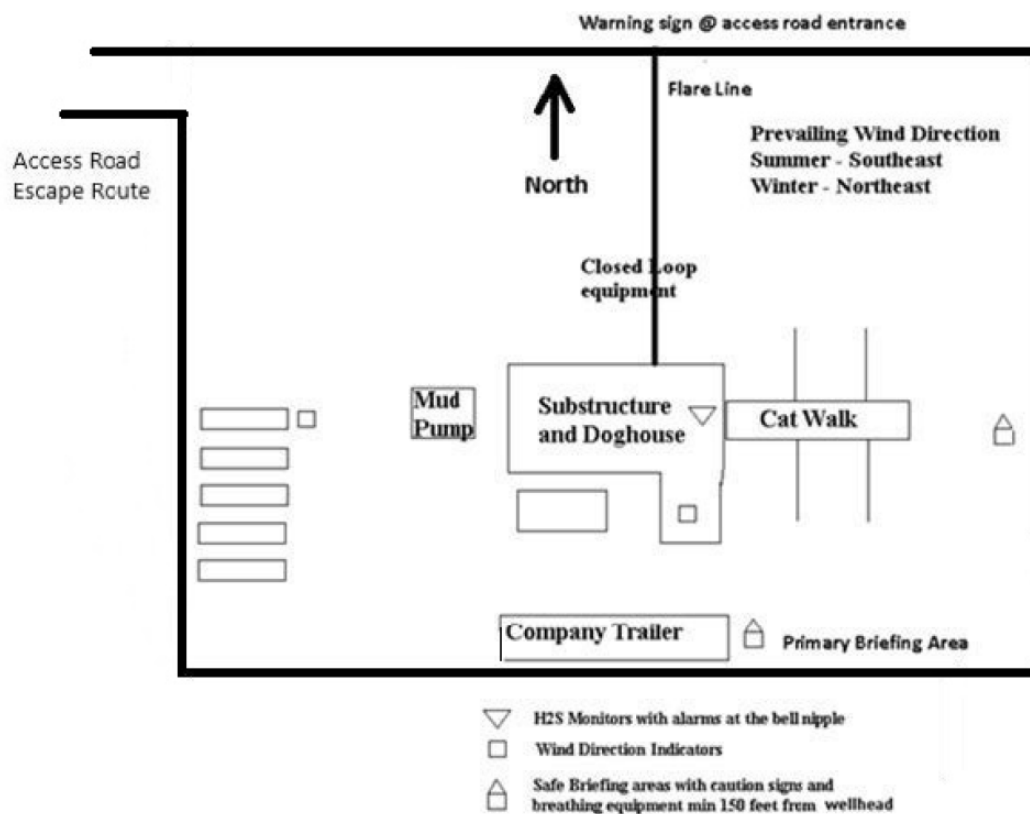 Warning sign @ access road entrance
Flare Line
Prevailing Wind Direction
Summer - Southeast
Winter - Northeast
Access Road
Escape Route
North
Closed Loop
equipment
Mud
Pump
Substructure
and Doghouse
Cat Walk
Company Trailer
Primary Briefing Area
H2S Monitors with alarms at the bell nipple
Wind Direction Indicators
Safe Briefing areas with caution signs and
breathing equipment min 150 feet from wellhead